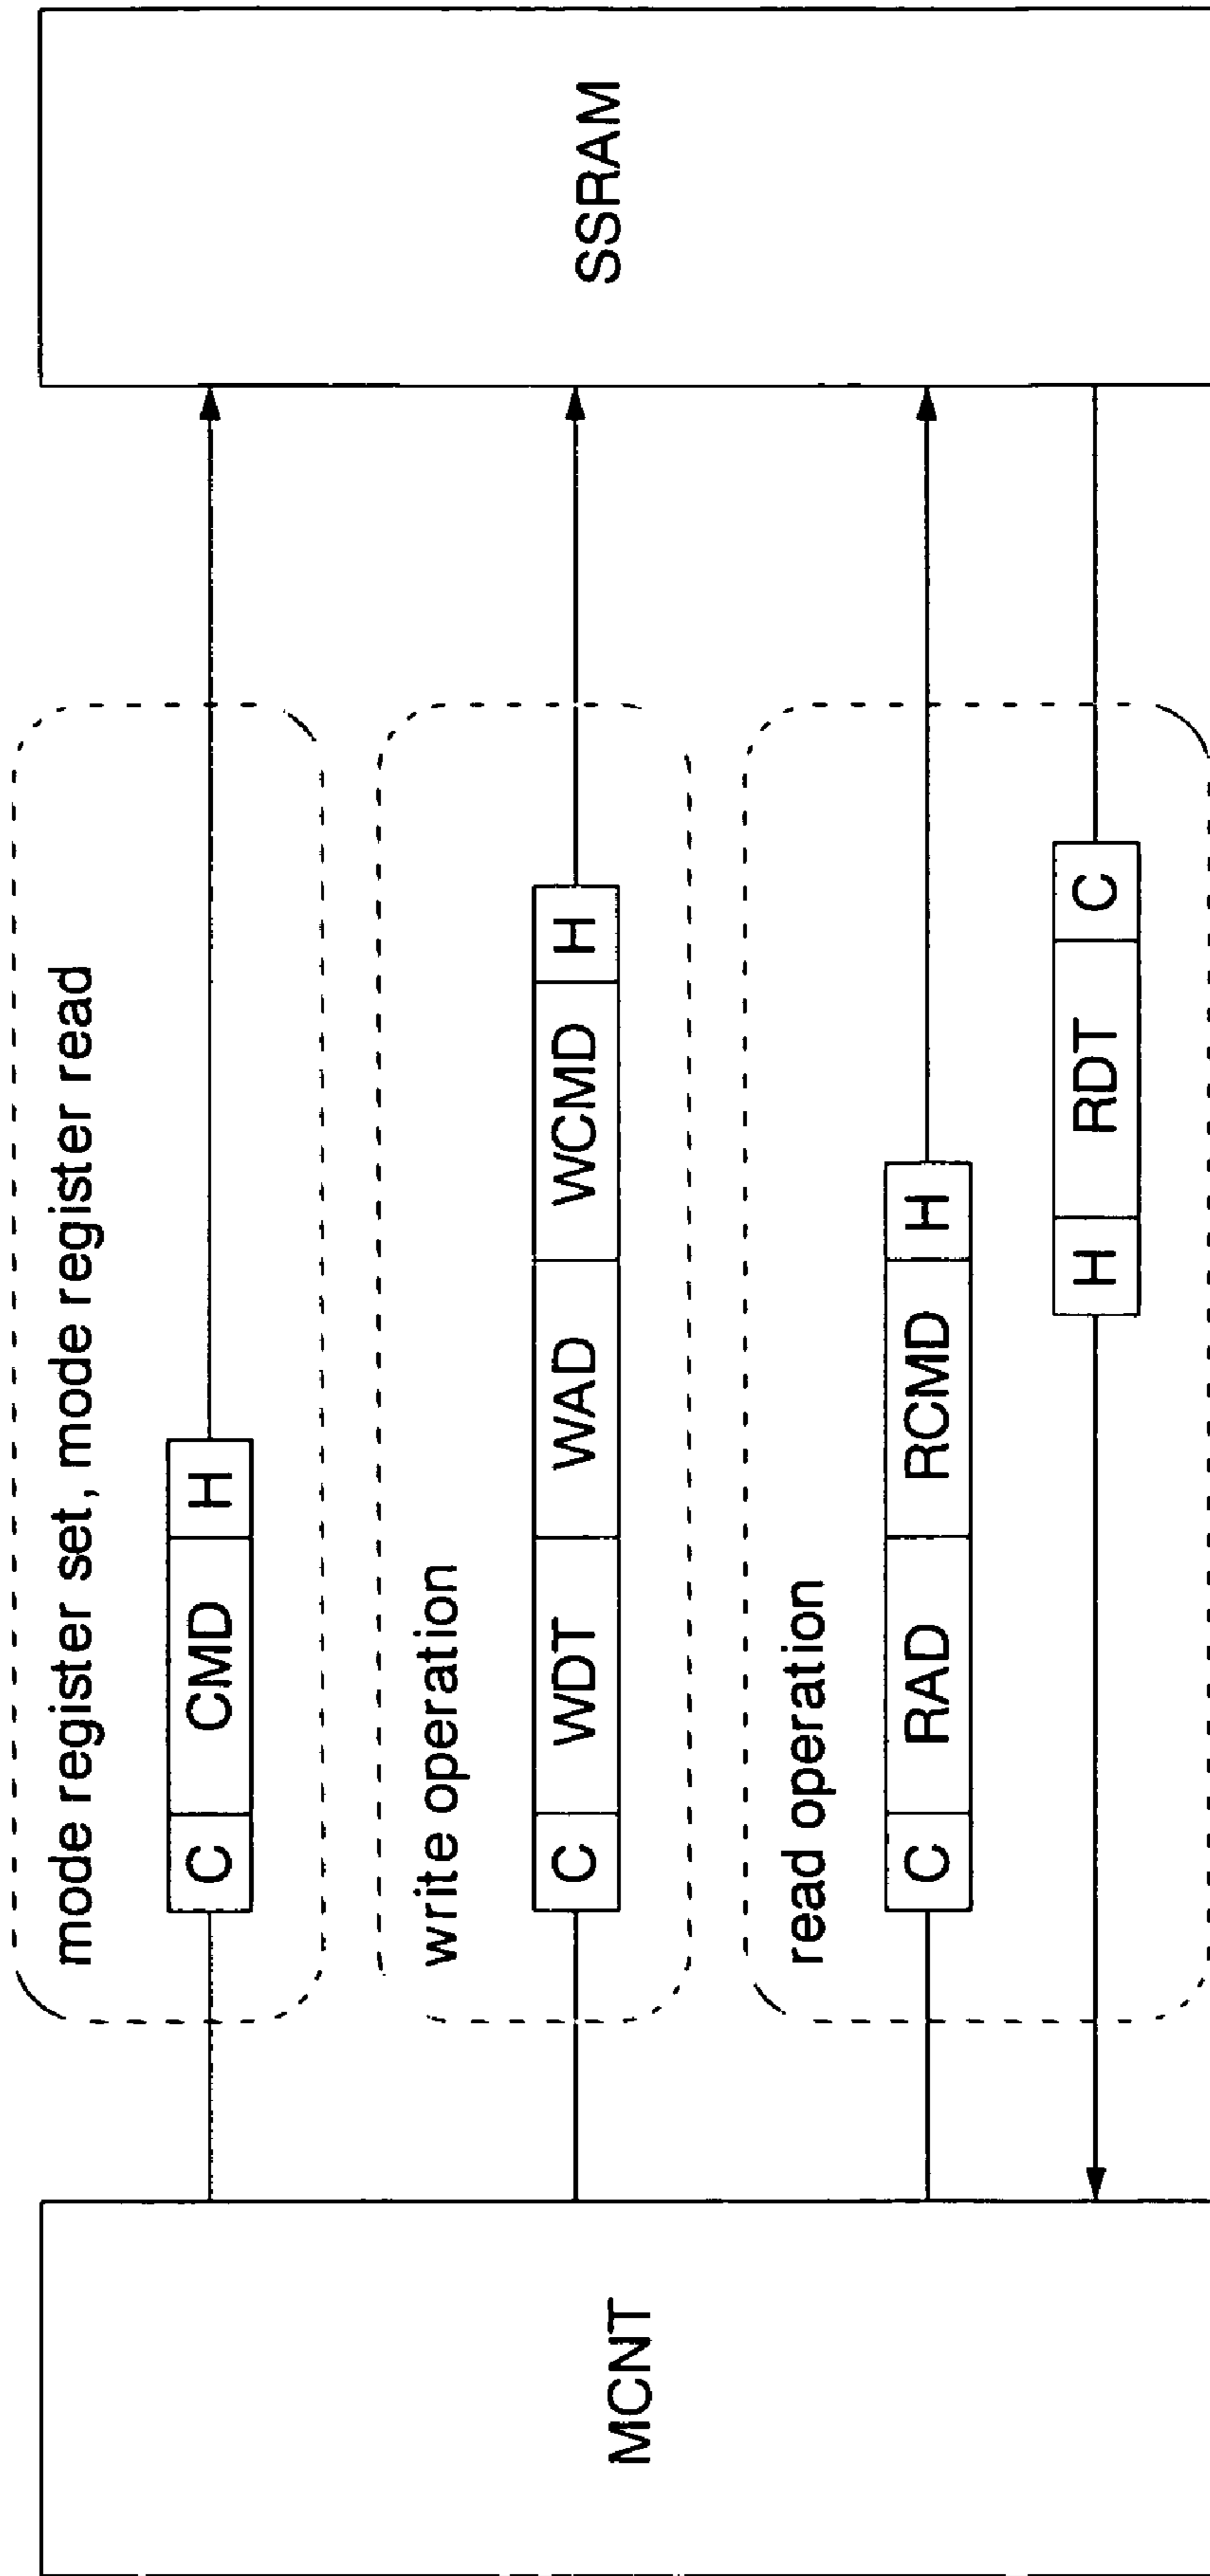 MCNT
mode register set, mode register read
C CMD H
write operation
C WDT WAD WCMD H
read operation
C RAD RCMD H
H RDT C
SSRAM